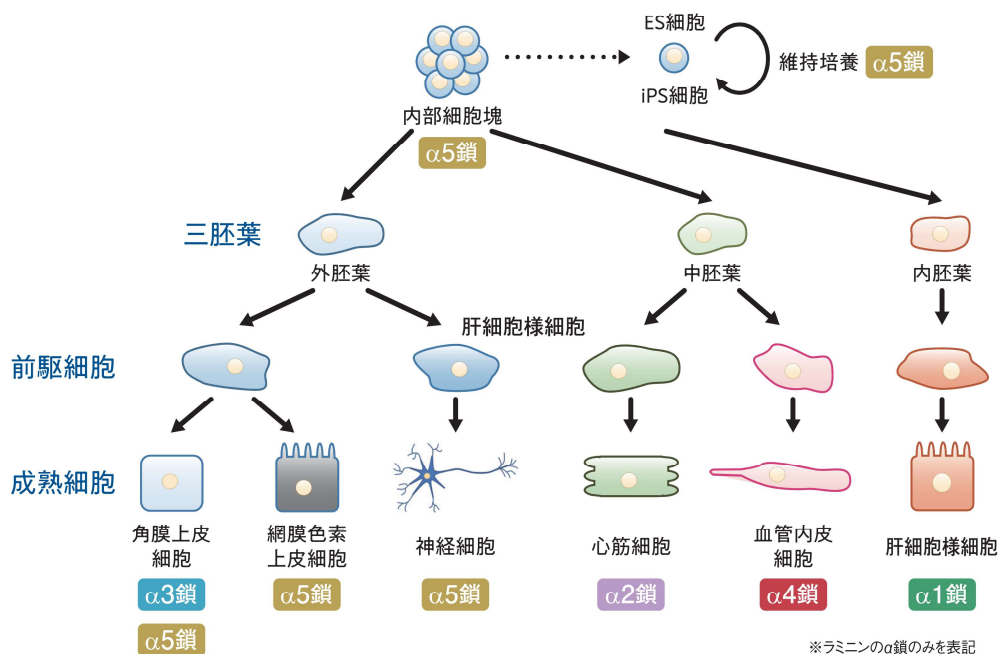 ES細胞
iPS細胞
維持培養
α5鎖
内部細胞塊
α5鎖
三胚葉
外胚葉
中胚葉
内胚葉
肝細胞様細胞
前駆細胞
成熟細胞
角膜上皮
細胞
α3鎖
α5鎖
網膜色素
上皮細胞
α5鎖
神経細胞
α5鎖
心筋細胞
α2鎖
血管内皮
細胞
α4鎖
肝細胞様細胞
α1鎖
※ラミニンのα鎖のみを表記